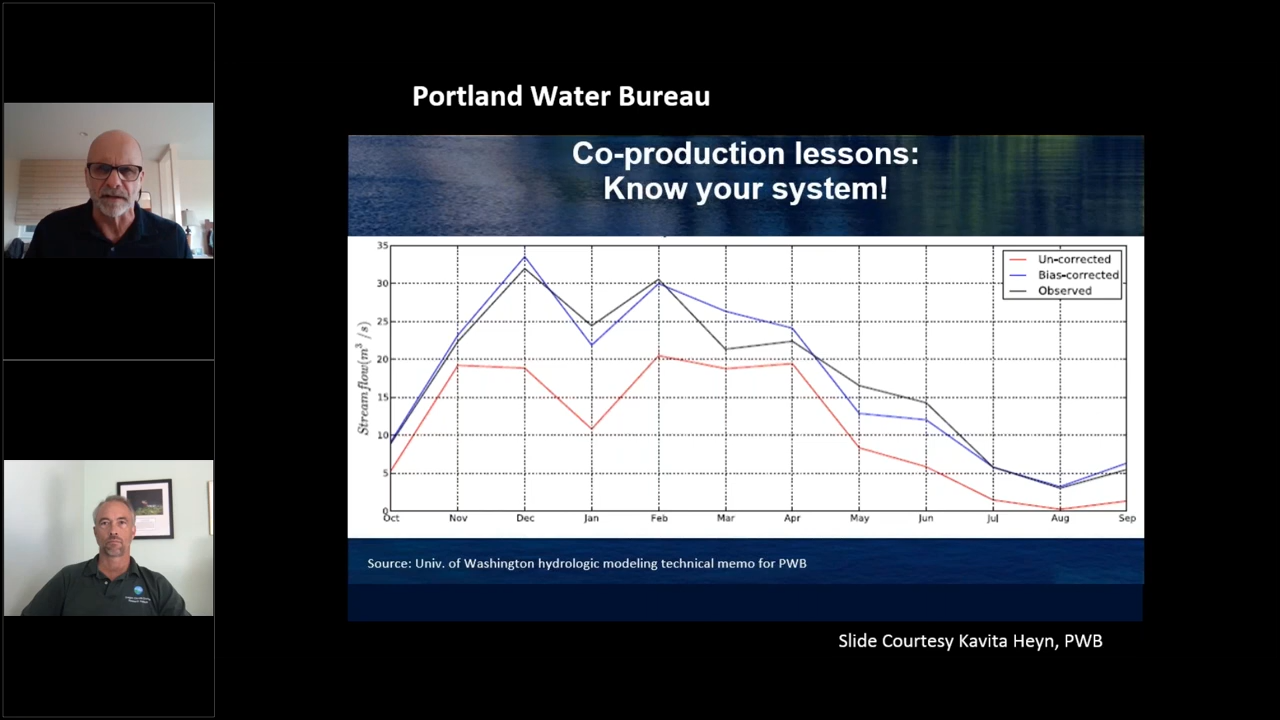 Portland Water Bureau
Co-production lessons:
Know your system!
35
30
25
20
15
10
5
0
Streamflow(m³/s)
Un-corrected
Bias-corrected
Observed
Oct Nov Dec Jan Feb Mar Apr May Jun Jul Aug Sep
Source: Univ. of Washington hydrologic modeling technical memo for PWB
Slide Courtesy Kavita Heyn, PWB